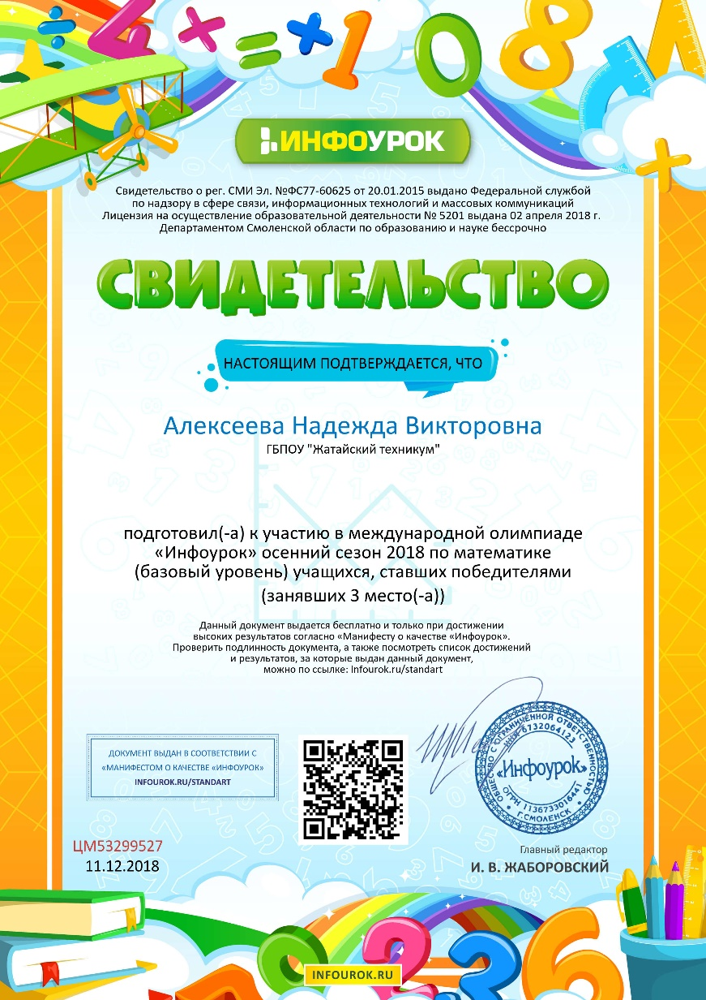 ИНФОУРОК
Свидетельство о рег. СМИ Эл. №ФС77-60625 от 20.01.2015 выдано Федеральной службой
по надзору в сфере связи, информационных технологий и массовых коммуникаций
Лицензия на осуществление образовательной деятельности № 5201 выдана 02 апреля 2018 г.
Департаментом Смоленской области по образованию и науке бессрочно
СВИДЕТЕЛЬСТВО
НАСТОЯЩИМ ПОДТВЕРЖДАЕТСЯ, ЧТО
Алексеева Надежда Викторовна
ГБПОУ "Жатайский техникум"
подготовил(-а) к участию в международной олимпиаде
«Инфоурок» осенний сезон 2018 по математике
(базовый уровень) учащихся, ставших победителями
(занявших 3 место(-а))
Данный документ выдается бесплатно и только при достижении
высоких результатов согласно «Манифесту о качестве «Инфоурок».
Проверить подлинность документа, а также посмотреть список достижений
и результатов, за которые выдан данный документ,
можно по ссылке: Infourok.ru/standart
ДОКУМЕНТ ВЫДАН В СООТВЕТСТВИИ С
«МАНИФЕСТОМ О КАЧЕСТВЕ «ИНФОУРОК»
INFOUROK.RU/STANDART
ОБЩЕСТВО С ОГРАНИЧЕННОЙ ОТВЕТСТВЕННОСТЬЮ
ИНН 6732064123
«Инфоурок»
ОГРН 1136733016441
Г.СМОЛЕНСК
ЦМ53299527
11.12.2018
Главный редактор
И. В. ЖАБОРОВСКИЙ
INFOUROK.RU